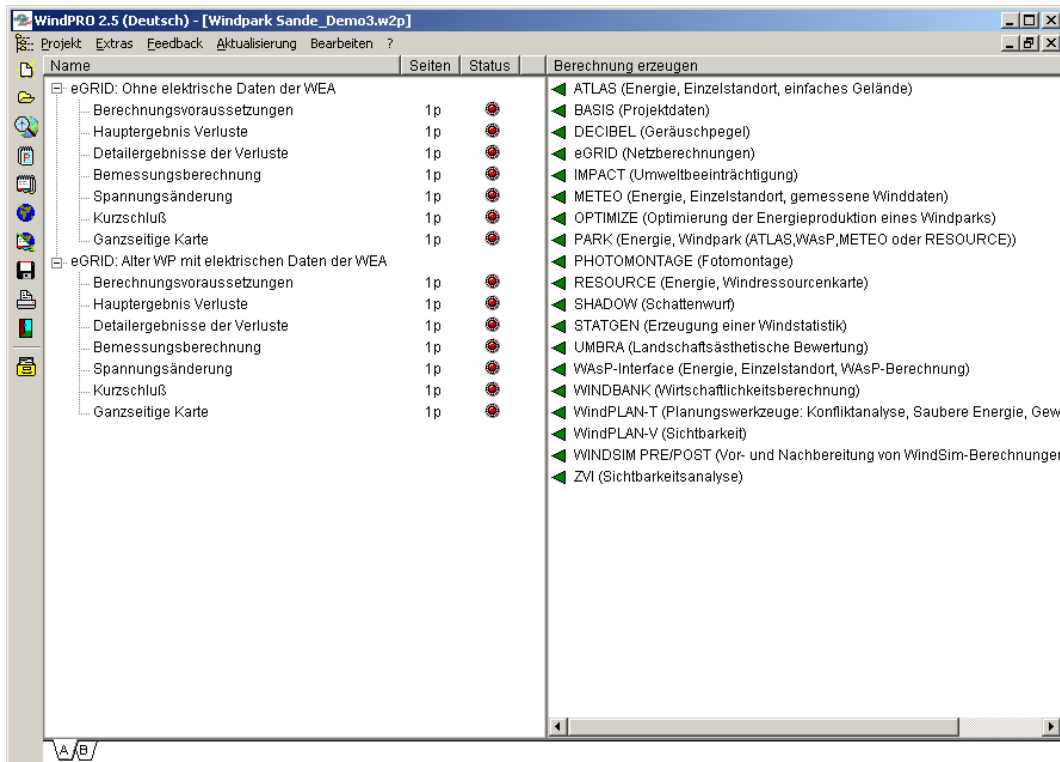 WindPRO 2.5 (Deutsch) - [Windpark Sande_Demo3.w2p]
Projekt Extras Feedback Aktualisierung Bearbeiten ?
Name Seiten Status Berechnung erzeugen
eGRID: Ohne elektrische Daten der WEA ATLAS (Energie, Einzelstandort, einfaches Gelände)
Berechnungsvoraussetzungen 1p BASIS (Projektdaten)
Hauptergebnis Verluste 1p DECIBEL (Geräuschpegel)
Detailergebnisse der Verluste 1p eGRID (Netzberechnungen)
Bemessungsberechnung 1p IMPACT (Umweltbeeinträchtigung)
Spannungsänderung 1p METEO (Energie, Einzelstandort, gemessene Winddaten)
Kurzschluß 1p OPTIMIZE (Optimierung der Energieproduktion eines Windparks)
Ganzseitige Karte 1p PARK (Energie, Windpark (ATLAS,WAsP,METEO oder RESOURCE))
eGRID: Alter WP mit elektrischen Daten der WEA PHOTOMONTAGE (Fotomontage)
Berechnungsvoraussetzungen 1p RESOURCE (Energie, Windressourcenkarte)
Hauptergebnis Verluste 1p SHADOW (Schattenwurf)
Detailergebnisse der Verluste 1p STATGEN (Erzeugung einer Windstatistik)
Bemessungsberechnung 1p UMBRA (Landschaftsästhetische Bewertung)
Spannungsänderung 1p WAsP-Interface (Energie, Einzelstandort, WAsP-Berechnung)
Kurzschluß 1p WINDBANK (Wirtschaftlichkeitsberechnung)
Ganzseitige Karte 1p WindPLAN-T (Planungswerkzeuge: Konfliktanalyse, Saubere Energie, Gew
WindPLAN-V (Sichtbarkeit)
WINDSIM PRE/POST (Vor- und Nachbereitung von WindSim-Berechnunger
ZVI (Sichtbarkeitsanalyse)
A B